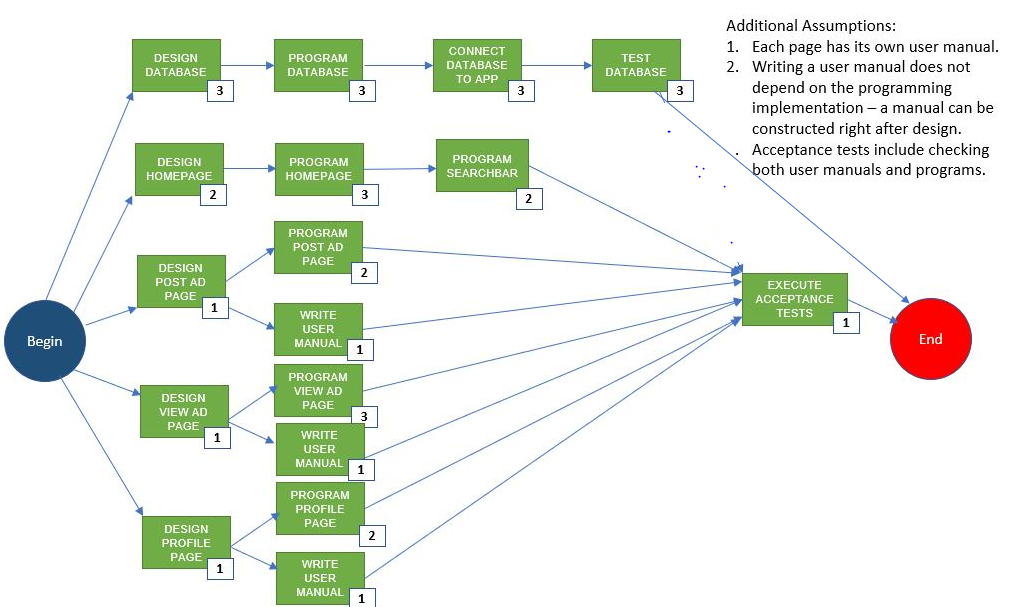 Additional Assumptions:
1. Each page has its own user manual.
2. Writing a user manual does not
depend on the programming
implementation – a manual can be
constructed right after design.
Acceptance tests include checking
both user manuals and programs.
DESIGN
DATABASE
3
PROGRAM
DATABASE
3
CONNECT
DATABASE
TO APP
3
TEST
DATABASE
3
DESIGN
HOMEPAGE
2
PROGRAM
HOMEPAGE
3
PROGRAM
SEARCHBAR
2
DESIGN
POST AD
PAGE
1
PROGRAM
POST AD
PAGE
2
WRITE
USER
MANUAL
1
EXECUTE
ACCEPTANCE
TESTS
1
Begin
End
DESIGN
VIEW AD
PAGE
1
PROGRAM
VIEW AD
PAGE
3
WRITE
USER
MANUAL
1
DESIGN
PROFILE
PAGE
1
PROGRAM
PROFILE
PAGE
2
WRITE
USER
MANUAL
1